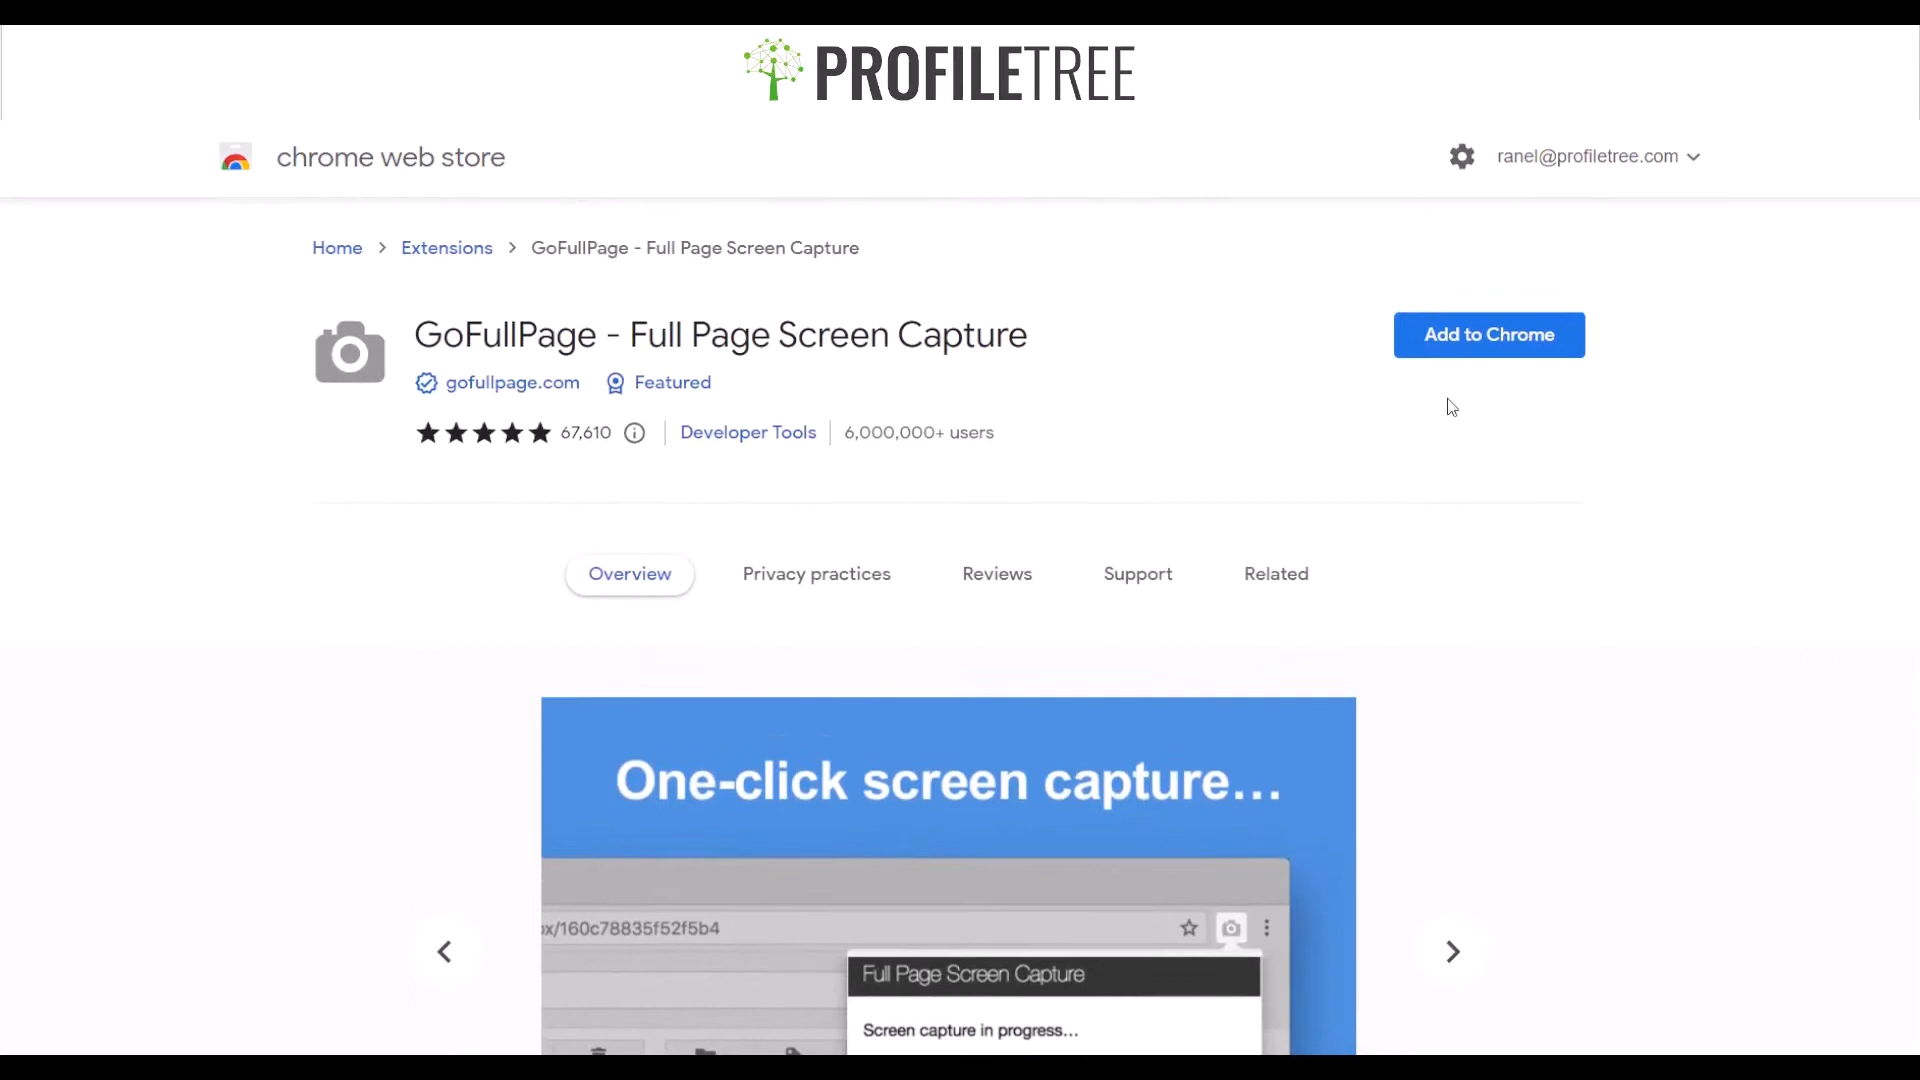 PROFILETREE
chrome web store
ranel@profiletree.com
Home > Extensions > GoFullPage - Full Page Screen Capture
GoFullPage - Full Page Screen Capture
Add to Chrome
gofullpage.com Featured
67,610 Developer Tools 6,000,000+ users
Overview Privacy practices Reviews Support Related
One-click screen capture...
x/160c78835f52f5b4
Full Page Screen Capture
Screen capture in progress...